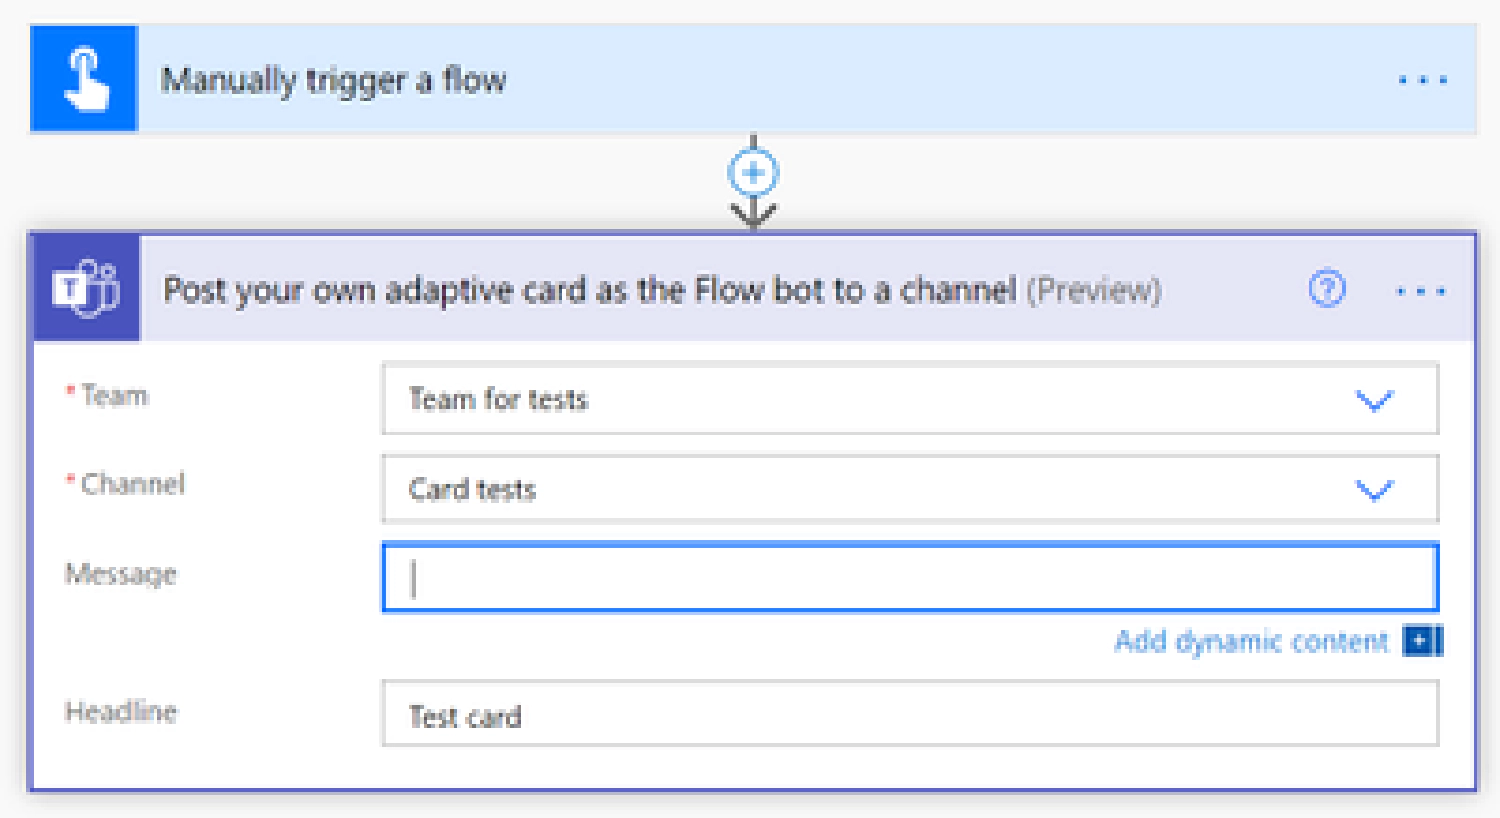 Manually trigger a flow
Post your own adaptive card as the Flow bot to a channel (Preview)
* Team
Team for tests
* Channel
Card tests
Message
Add dynamic content
Headline
Test card